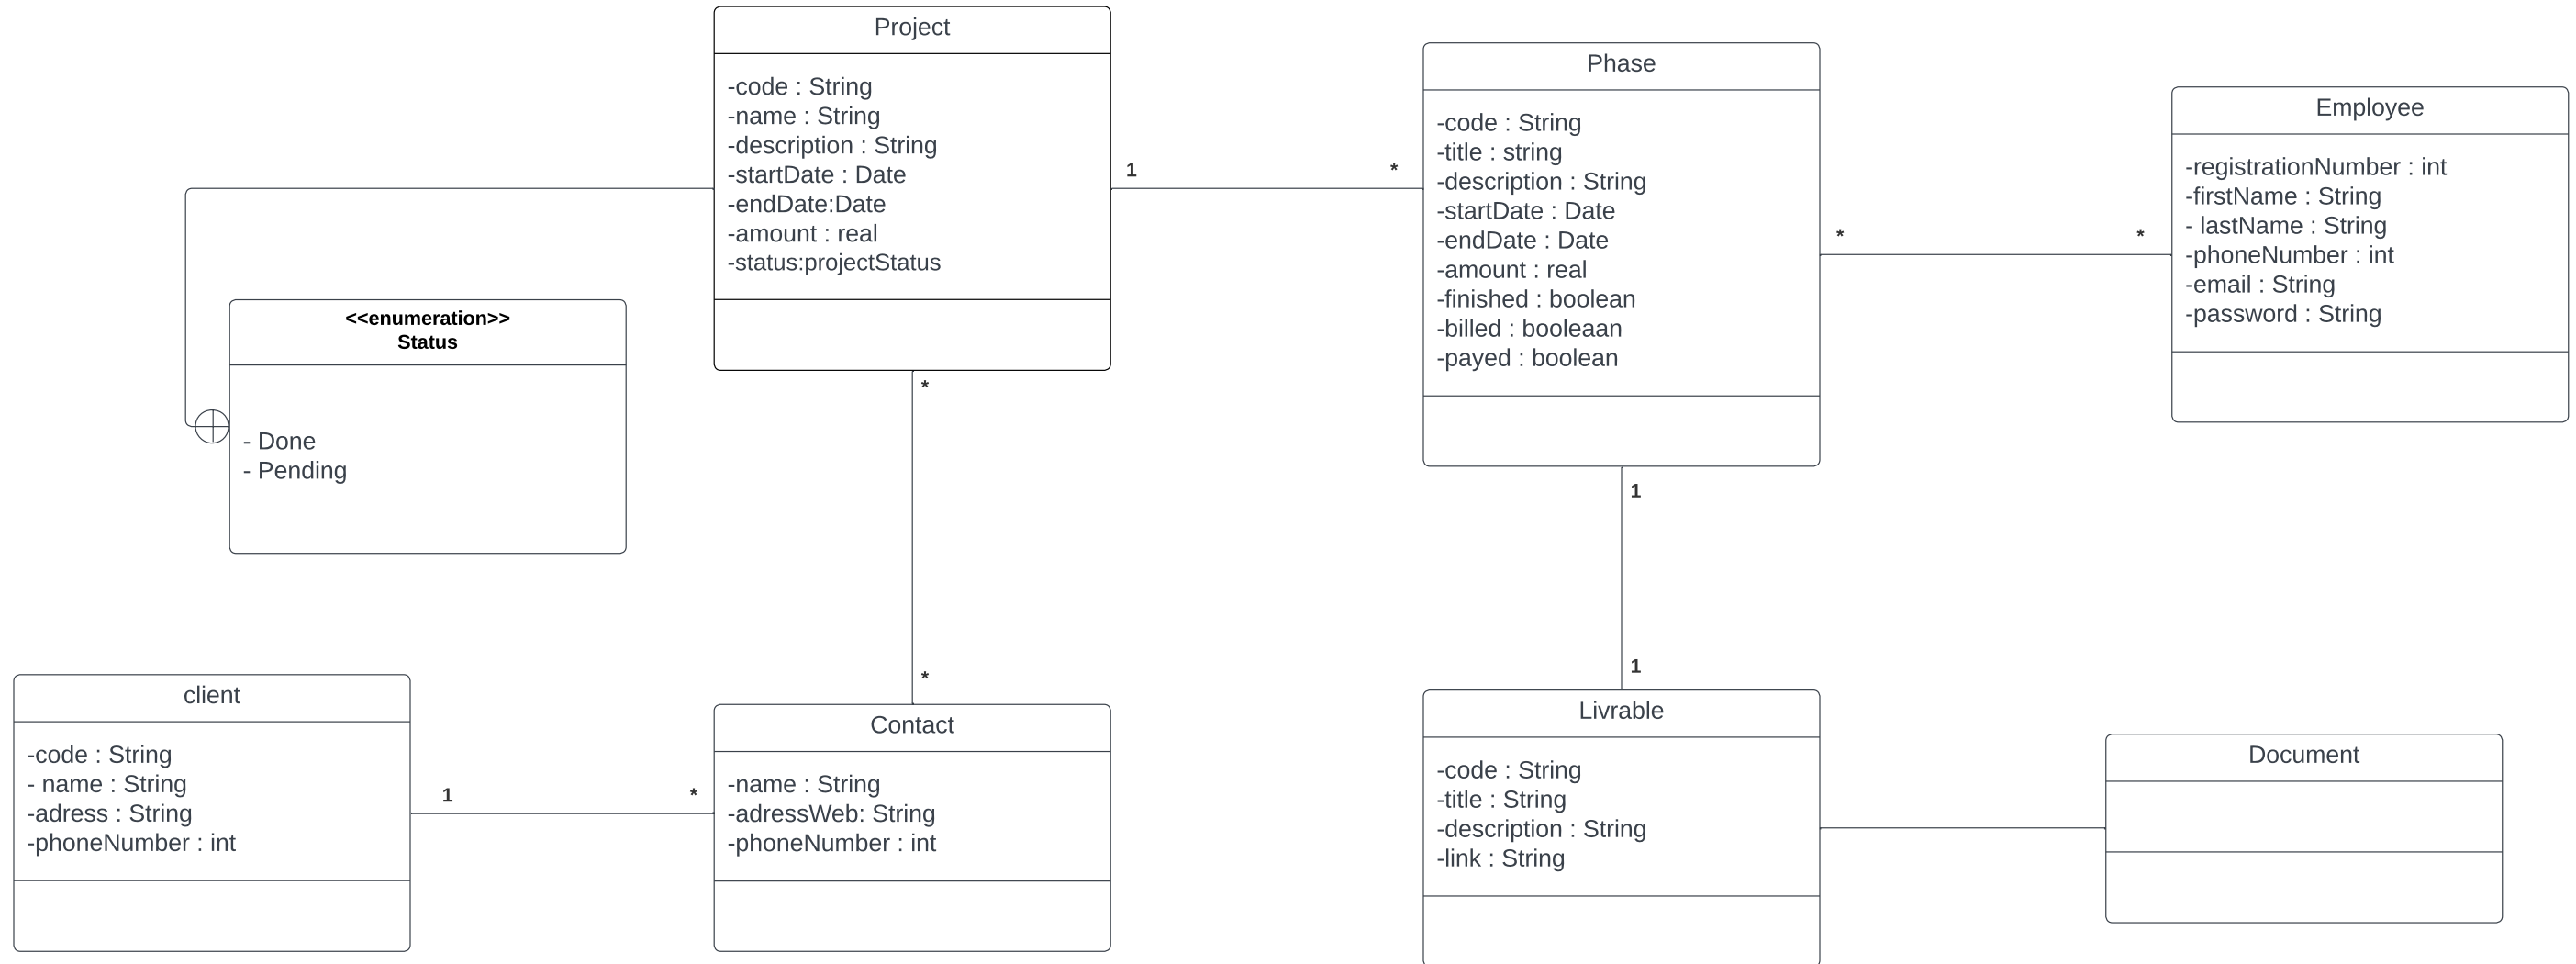 Project
-code : String
-name : String
-description : String
-startDate : Date
-endDate:Date
-amount : real
-status:projectStatus
1
*
Phase
-code : String
-title : string
-description : String
-startDate : Date
-endDate : Date
-amount : real
-finished : boolean
-billed : booleaan
-payed : boolean
*
*
Employee
-registrationNumber : int
-firstName : String
- lastName : String
-phoneNumber : int
-email : String
-password : String
<<enumeration>>
Status
- Done
- Pending
*
*
1
1
client
-code : String
- name : String
-adress : String
-phoneNumber : int
1
*
Contact
-name : String
-adressWeb: String
-phoneNumber : int
Livrable
-code : String
-title : String
-description : String
-link : String
Document